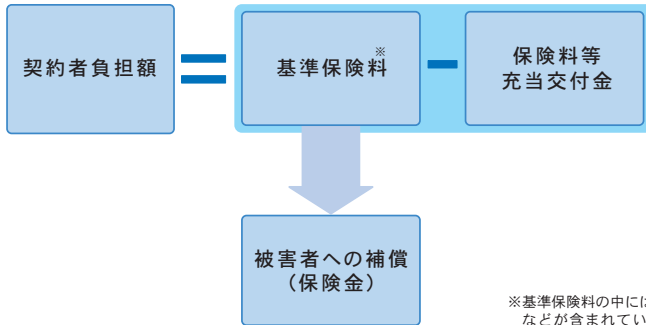 契約者負担額
基準保険料※
保険料等
充当交付金
被害者への補償
（保険金）
※基準保険料の中には
などが含まれてい